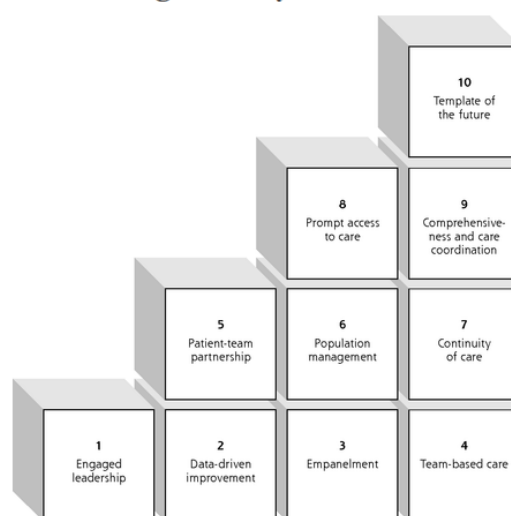 10
Template of
the future
8
Prompt access
to care
9
Comprehensive-
ness and care
coordination
5
Patient-team
partnership
6
Population
management
7
Continuity
of care
1
Engaged
leadership
2
Data-driven
improvement
3
Empanelment
4
Team-based care